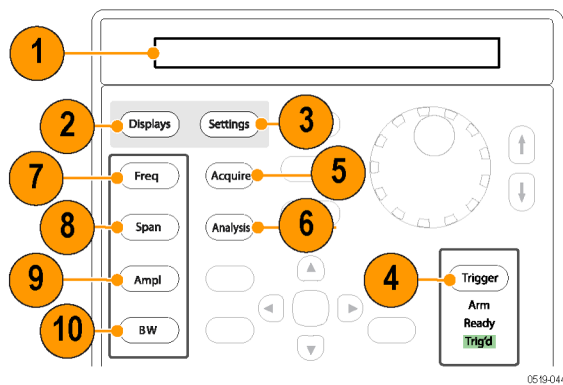 1
2
Displays
Settings
3
7
Freq
Acquire
5
8
Span
Analysis
6
9
Ampl
4
Trigger
Arm
Ready
Trig'd
10
BW
0519-044